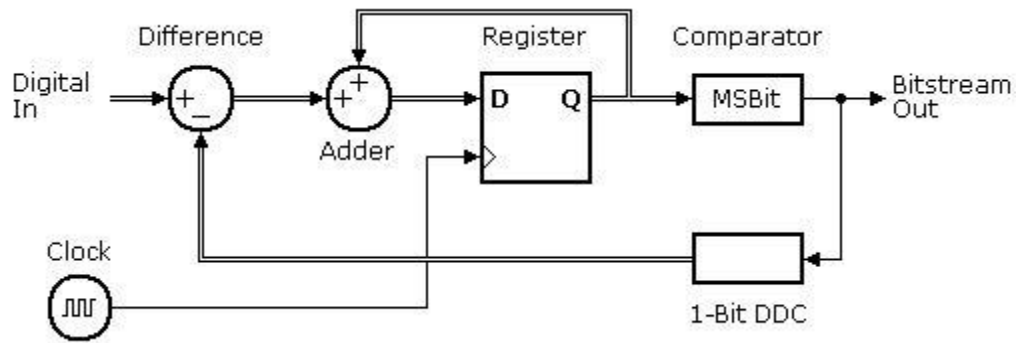 Difference
Register
Comparator
Digital
In
+
−
+
+
Adder
D
Q
MSBit
Bitstream
Out
Clock
1-Bit DDC